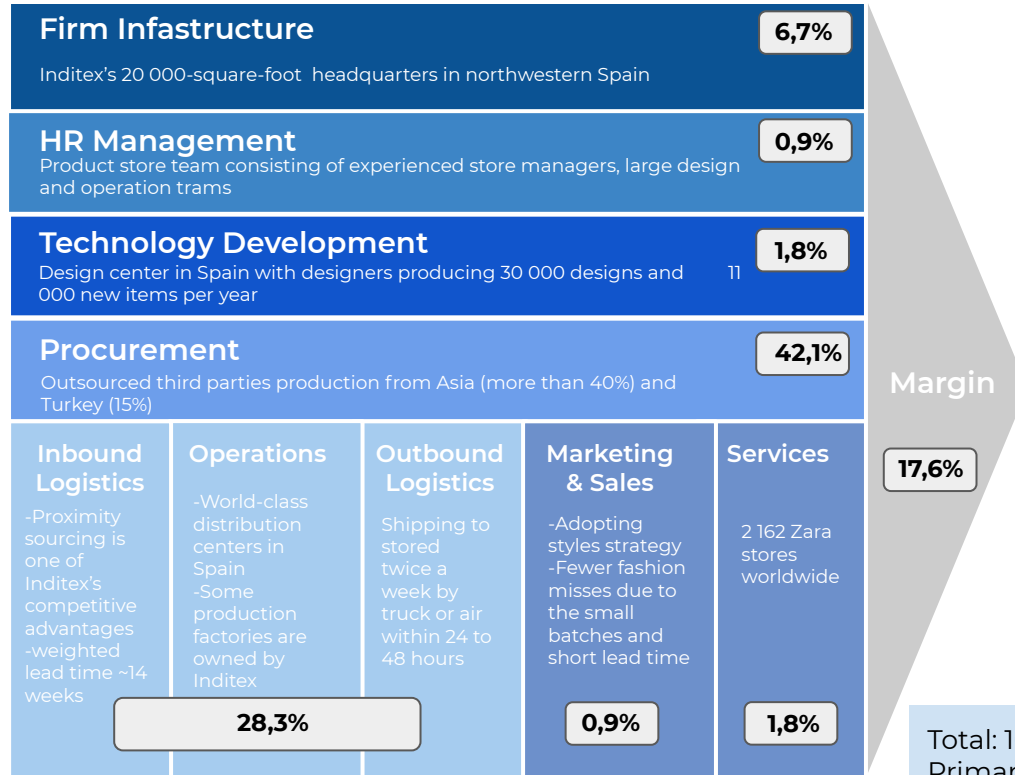 Firm Infastructure
6,7%
Inditex's 20 000-square-foot headquarters in northwestern Spain
HR Management
0,9%
Product store team consisting of experienced store managers, large design
and operation trams
Technology Development
1,8%
Design center in Spain with designers producing 30 000 designs and 11
000 new items per year
Procurement
42,1%
Outsourced third parties production from Asia (more than 40%) and
Turkey (15%)
Margin
17,6%
Inbound
Logistics
-Proximity
sourcing is
one of
Inditex's
competitive
advantages
-weighted
lead time ~14
weeks
Operations
-World-class
distribution
centers in
Spain
-Some
production
factories are
owned by
Inditex
Outbound
Logistics
Shipping to
stored
twice a
week by
truck or air
within 24 to
48 hours
28,3%
Marketing
& Sales
-Adopting
styles strategy
-Fewer fashion
misses due to
the small
batches and
short lead time
0,9%
Services
2 162 Zara
stores
worldwide
1,8%
Total: 1
Primar